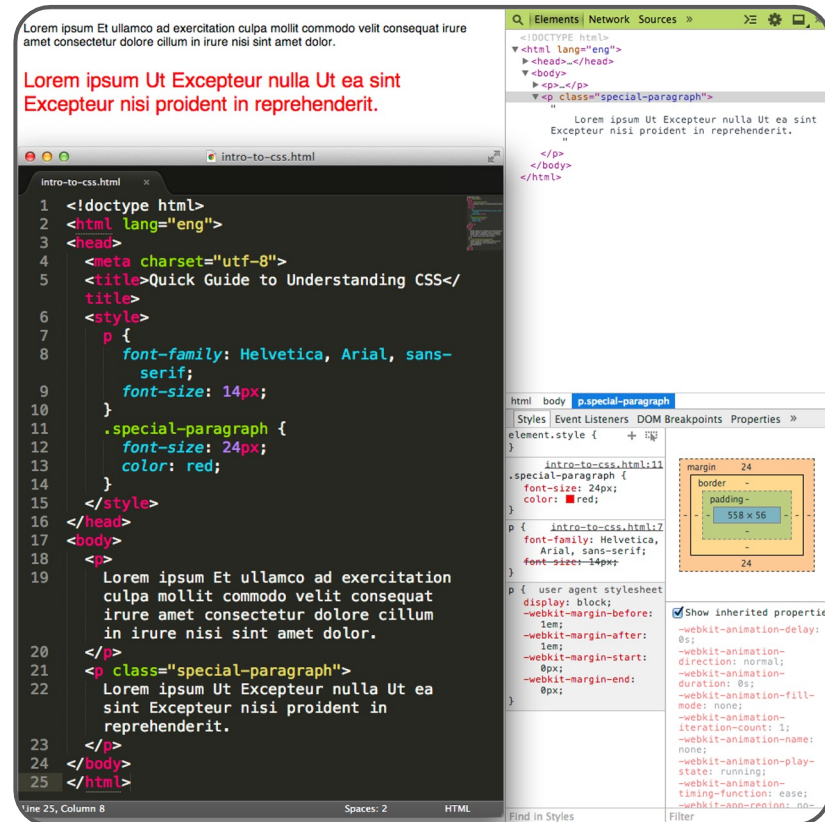 Lorem ipsum Et ullamco ad exercitation culpa mollit commodo velit consequat irure
amet consectetur dolore cillum in irure nisi sint amet dolor.
Lorem ipsum Ut Excepteur nulla Ut ea sint
Excepteur nisi proident in reprehenderit.
intro-to-css.html
intro-to-css.html ×
1 <!doctype html>
2 <html lang="eng">
3 <head>
4 <meta charset="utf-8">
5 <title>Quick Guide to Understanding CSS</
title>
6 <style>
7 p {
8 font-family: Helvetica, Arial, sans-
serif;
9 font-size: 14px;
10 }
11 .special-paragraph {
12 font-size: 24px;
13 color: red;
14 }
15 </style>
16 </head>
17 <body>
18 <p>
19 Lorem ipsum Et ullamco ad exercitation
culpa mollit commodo velit consequat
irure amet consectetur dolore cillum
in irure nisi sint amet dolor.
20 </p>
21 <p class="special-paragraph">
22 Lorem ipsum Ut Excepteur nulla Ut ea
sint Excepteur nisi proident in
reprehenderit.
23 </p>
24 </body>
25 </html>
Line 25, Column 8 Spaces: 2 HTML
Elements Network Sources »
<!DOCTYPE html>
<html lang="eng">
<head>…</head>
<body>
<p>…</p>
<p class="special-paragraph">
"
Lorem ipsum Ut Excepteur nulla Ut ea sint
Excepteur nisi proident in reprehenderit.
"
</p>
</body>
</html>
html body p.special-paragraph
Styles Event Listeners DOM Breakpoints Properties »
element.style {
}
intro-to-css.html:11
.special-paragraph {
font-size: 24px;
color: red;
}
p { intro-to-css.html:7
font-family: Helvetica,
Arial, sans-serif;
font-size: 14px;
}
p { user agent stylesheet
display: block;
-webkit-margin-before:
1em;
-webkit-margin-after:
1em;
-webkit-margin-start:
0px;
-webkit-margin-end:
0px;
}
Find in Styles
margin 24
border -
padding -
- - - 558 × 56 - - -
-
-
24
Show inherited propertie
-webkit-animation-delay:
0s;
-webkit-animation-
direction: normal;
-webkit-animation-
duration: 0s;
-webkit-animation-fill-
mode: none;
-webkit-animation-
iteration-count: 1;
-webkit-animation-name:
none;
-webkit-animation-play-
state: running;
-webkit-animation-
timing-function: ease;
-webkit-app-region: no-
Filter